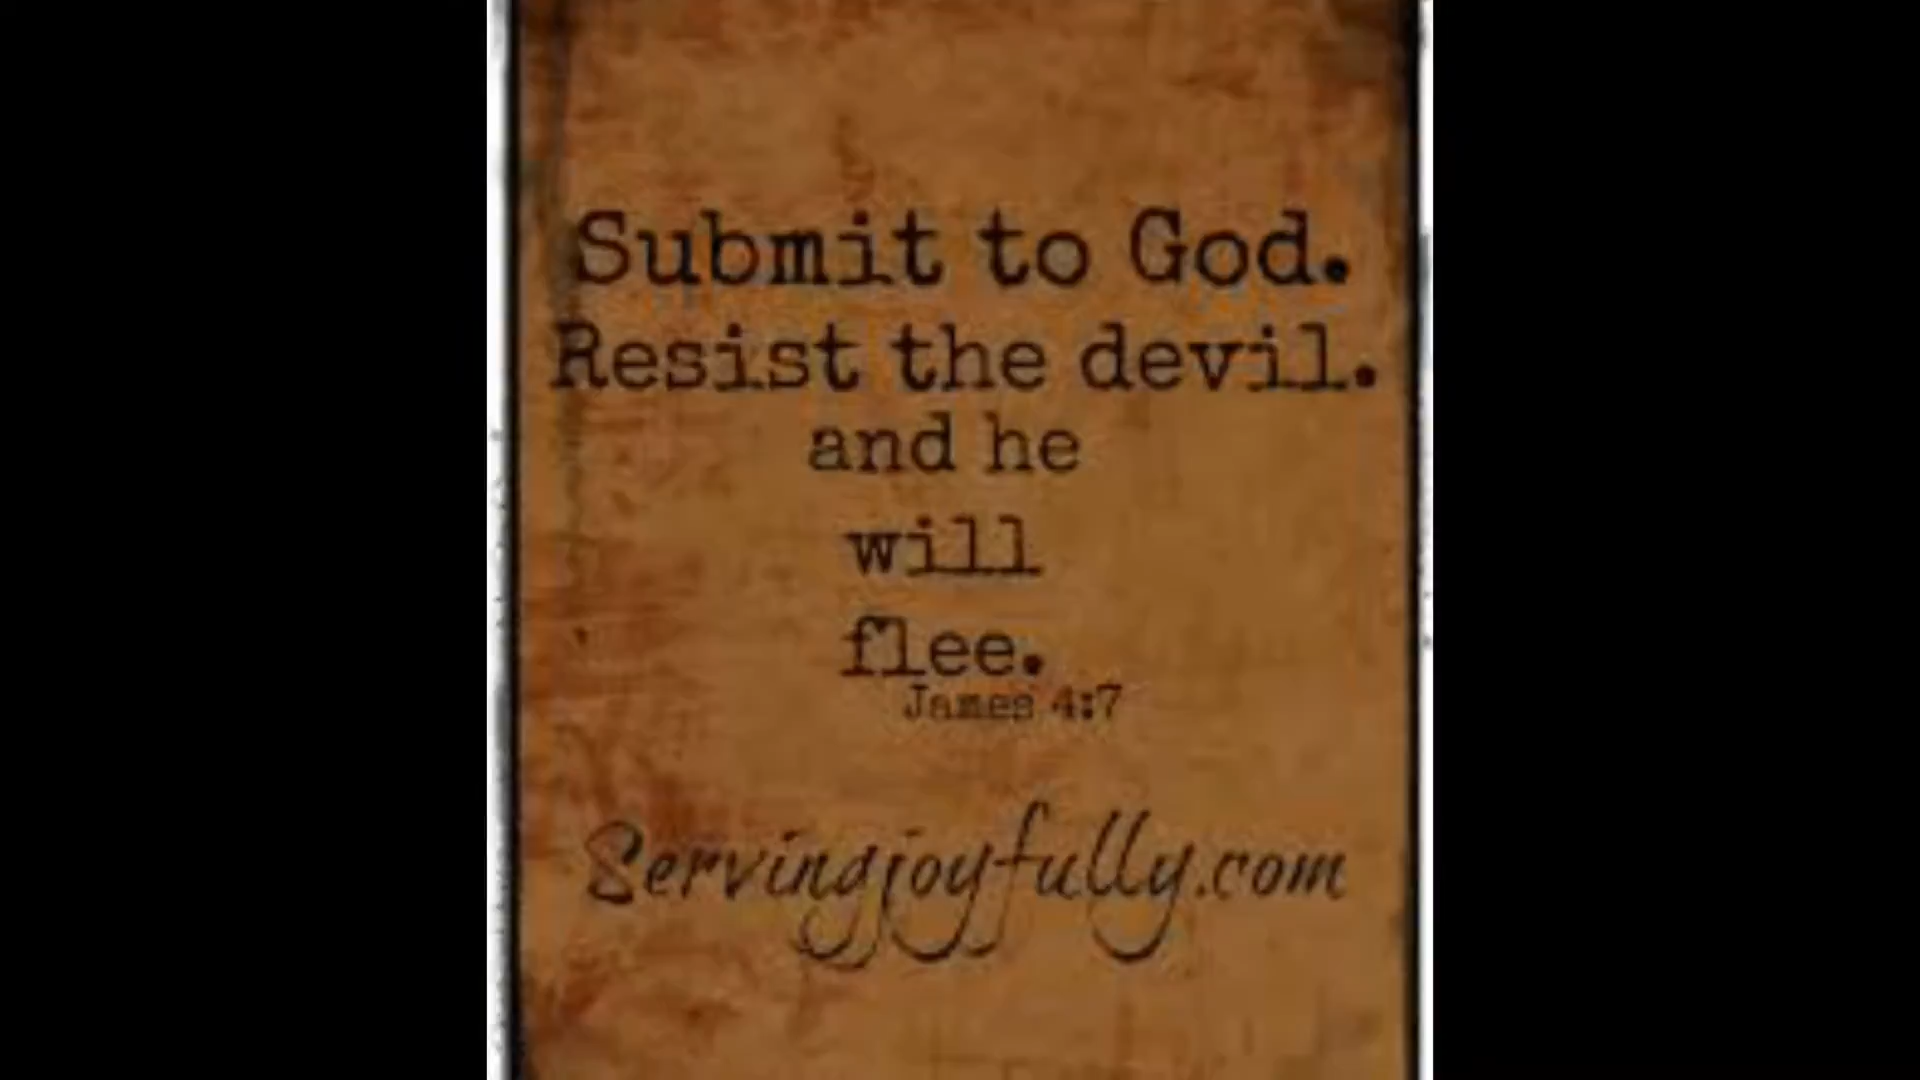 Submit to God.
Resist the devil.
and he
will
flee.
James 4:7
Servingjoyfully.com